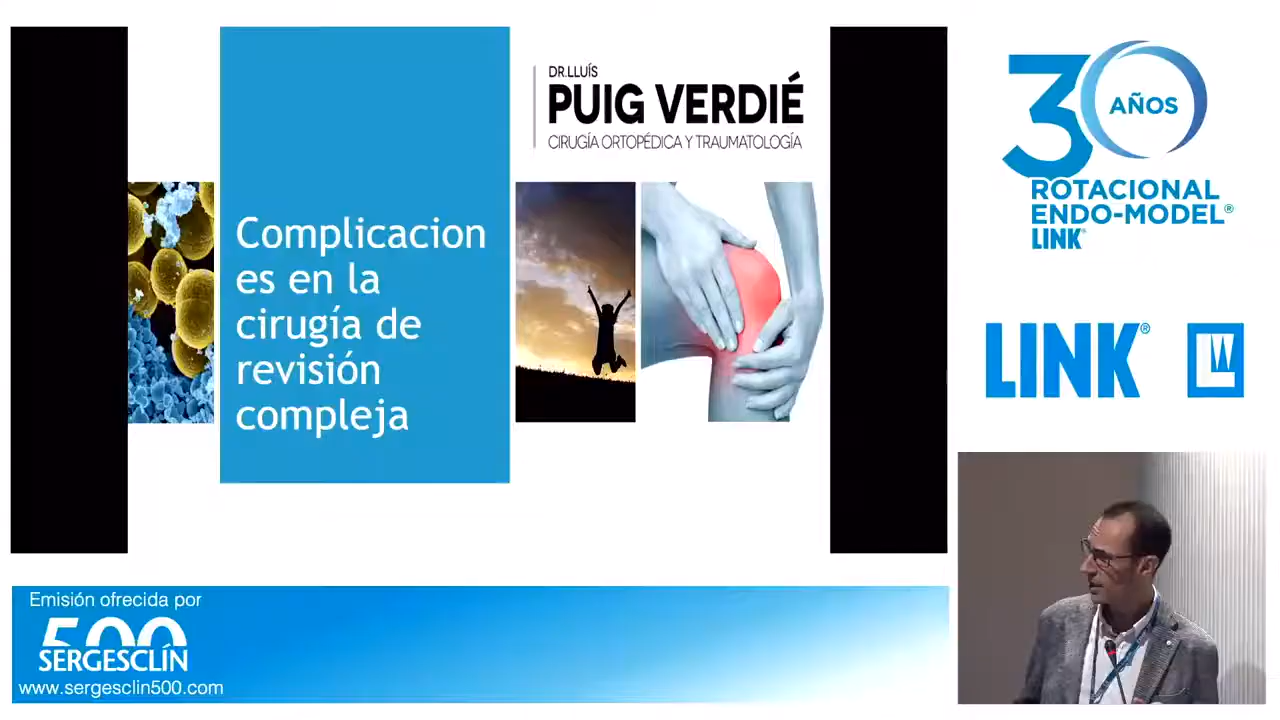 DR.LLUÍS
PUIG VERDIÉ
CIRUGÍA ORTOPÉDICA Y TRAUMATOLOGÍA
Complicacion
es en la
cirugía de
revisión
compleja
30 AÑOS
ROTACIONAL
ENDO-MODEL®
LINK®
LINK®
Emisión ofrecida por
500
SERGESCLÍN
www.sergesclin500.com